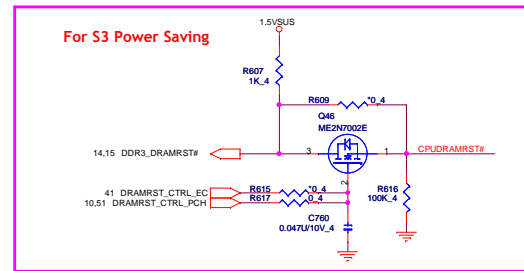 1.5VSUS
For S3 Power Saving
R607
1K_4
R609
*0_4
Q46
ME2N7002E
14,15 DDR3_DRAMRST#
3
1
CPUDRAMRST#
2
41 DRAMRST_CTRL_EC
R615
*0_4
10,51 DRAMRST_CTRL_PCH
R617
0_4
R616
100K_4
C760
0.047U/10V_4